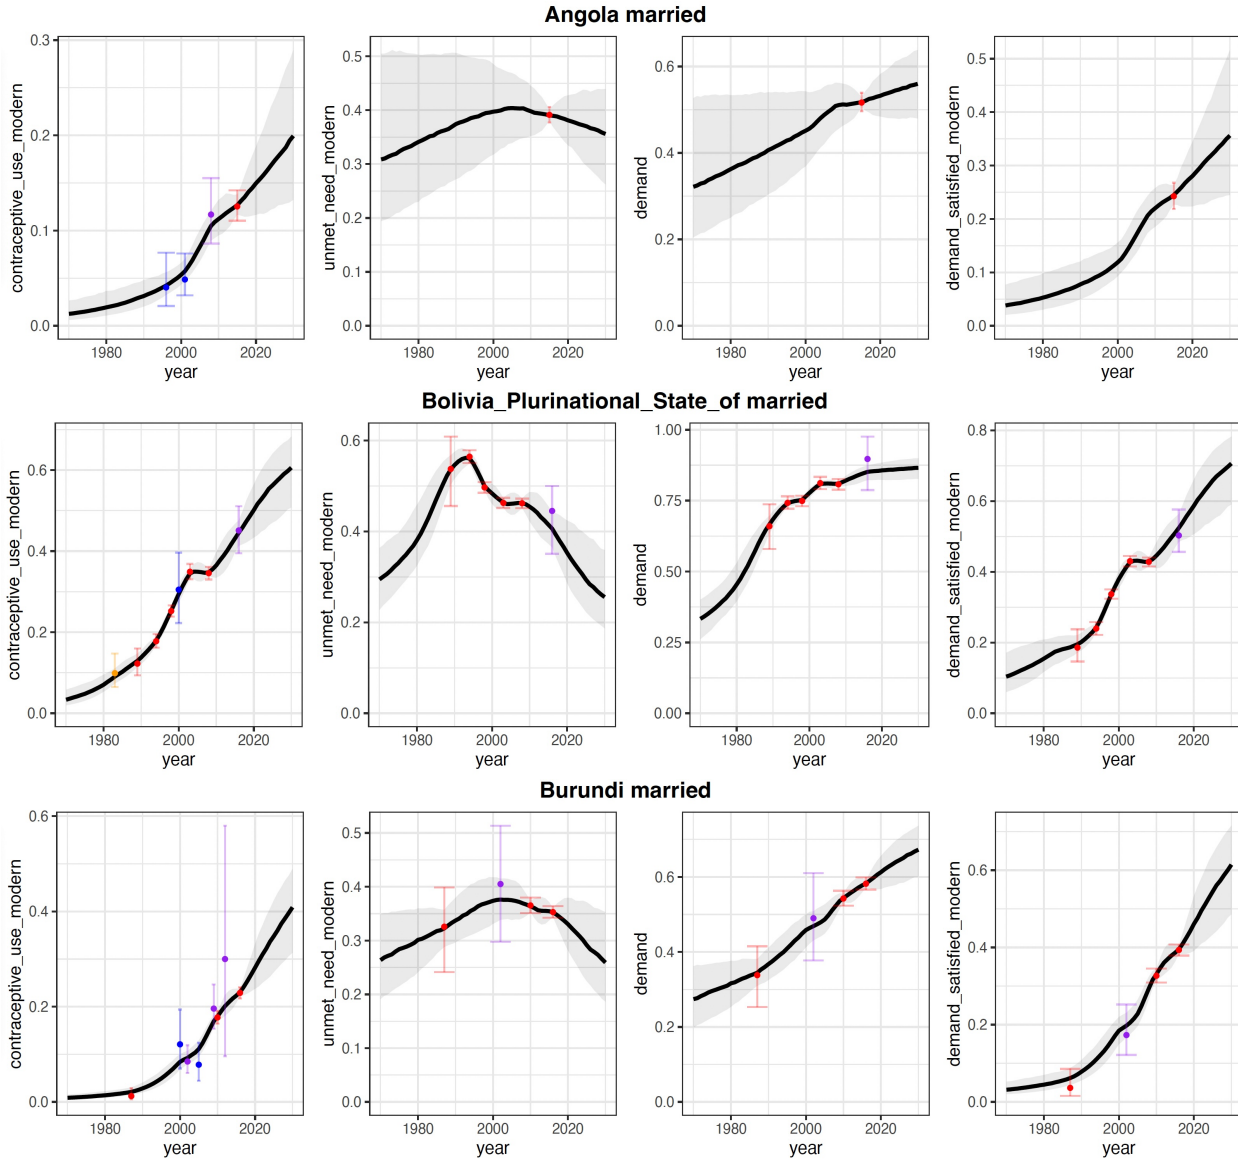 Angola married
contraceptive_use_modern
0.3
0.2
0.1
0.0
1980 2000 2020
year
unmet_need_modern
0.5
0.4
0.3
0.2
0.1
0.0
1980 2000 2020
year
demand
0.6
0.4
0.2
0.0
1980 2000 2020
year
demand_satisfied_modern
0.5
0.4
0.3
0.2
0.1
0.0
1980 2000 2020
year
Bolivia_Plurinational_State_of married
contraceptive_use_modern
0.6
0.4
0.2
0.0
1980 2000 2020
year
unmet_need_modern
0.6
0.4
0.2
0.0
1980 2000 2020
year
demand
1.00
0.75
0.50
0.25
0.00
1980 2000 2020
year
demand_satisfied_modern
0.8
0.6
0.4
0.2
0.0
1980 2000 2020
year
Burundi married
contraceptive_use_modern
0.6
0.4
0.2
0.0
1980 2000 2020
year
unmet_need_modern
0.5
0.4
0.3
0.2
0.1
0.0
1980 2000 2020
year
demand
0.6
0.4
0.2
0.0
1980 2000 2020
year
demand_satisfied_modern
0.6
0.4
0.2
0.0
1980 2000 2020
year